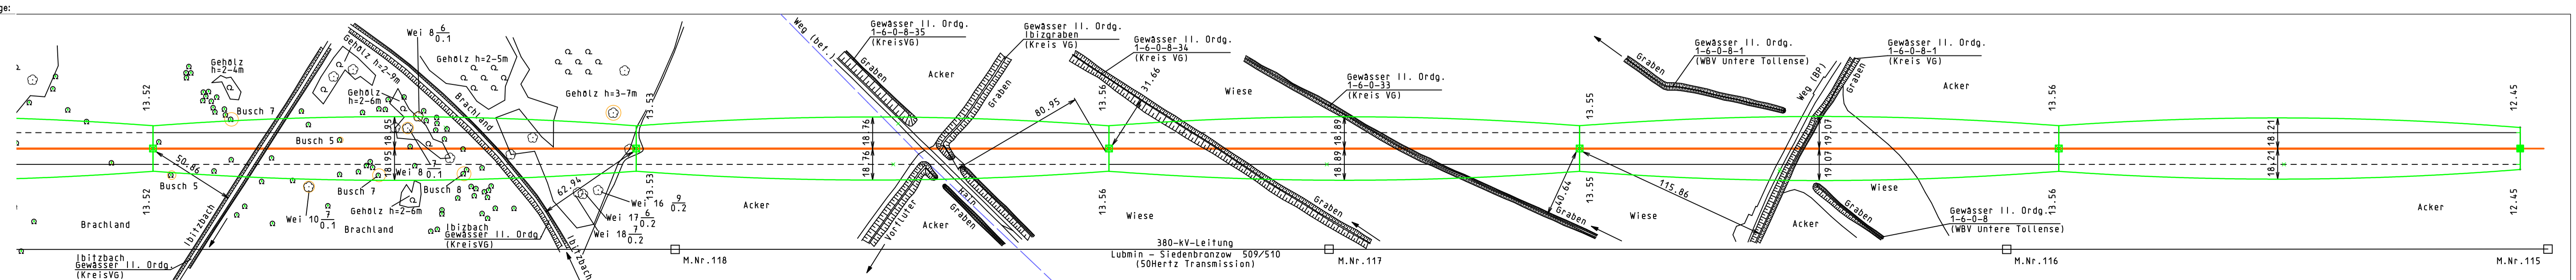 ge:
Wei 8 6/0.1
Gehölz
h=2-4m
Gehölz h=2-9m
Gehölz h=2-5m
Gehölz
h=2-6m
Gehölz h=3-7m
Busch 7
Busch 5
Brachland
13.52
13.52
50.86
18.95 18.95
Wei 8 7/0.1
Busch 5
Busch 7
Busch 8
Wei 10 7/0.1
Gehölz h=2-6m
Brachland
Brachland
Ibitzbach
Ibitzbach
Gewässer II. Ordg.
(KreisVG)
Ibizbach
Gewässer II. Ordg.
(KreisVG)
Ibitzbach
62.94
Wei 16 9/0.2
Wei 17 6/0.2
Wei 18 7/0.2
13.53
13.53
M.Nr.118
Acker
Weg (bef.)
Graben
Gewässer II. Ordg.
1-6-0-8-35
(KreisVG)
Acker
Graben
Gewässer II. Ordg.
Ibizgraben
(Kreis VG)
18.76 18.76
Vorfluter
Acker
Rain
Graben
80.95
13.56
13.56
31.66
Gewässer II. Ordg.
1-6-0-8-34
(Kreis VG)
Wiese
Wiese
380-kV-Leitung
Lubmin - Siedenbranzow 509/510
(50Hertz Transmission)
Graben
M.Nr.117
18.89 18.89
Gewässer II. Ordg.
1-6-0-33
(Kreis VG)
40.64
Graben
13.55
13.55
115.86
Wiese
Graben
Gewässer II. Ordg.
1-6-0-8-1
(WBV Untere Tollense)
Weg (BP)
Graben
Gewässer II. Ordg.
1-6-0-8-1
(Kreis VG)
Acker
19.07 19.07
Wiese
Acker
Graben
Gewässer II. Ordg.
1-6-0-8
(WBV Untere Tollense)
13.56
13.56
M.Nr.116
18.21 18.21
Acker
12.45
12.45
M.Nr.115